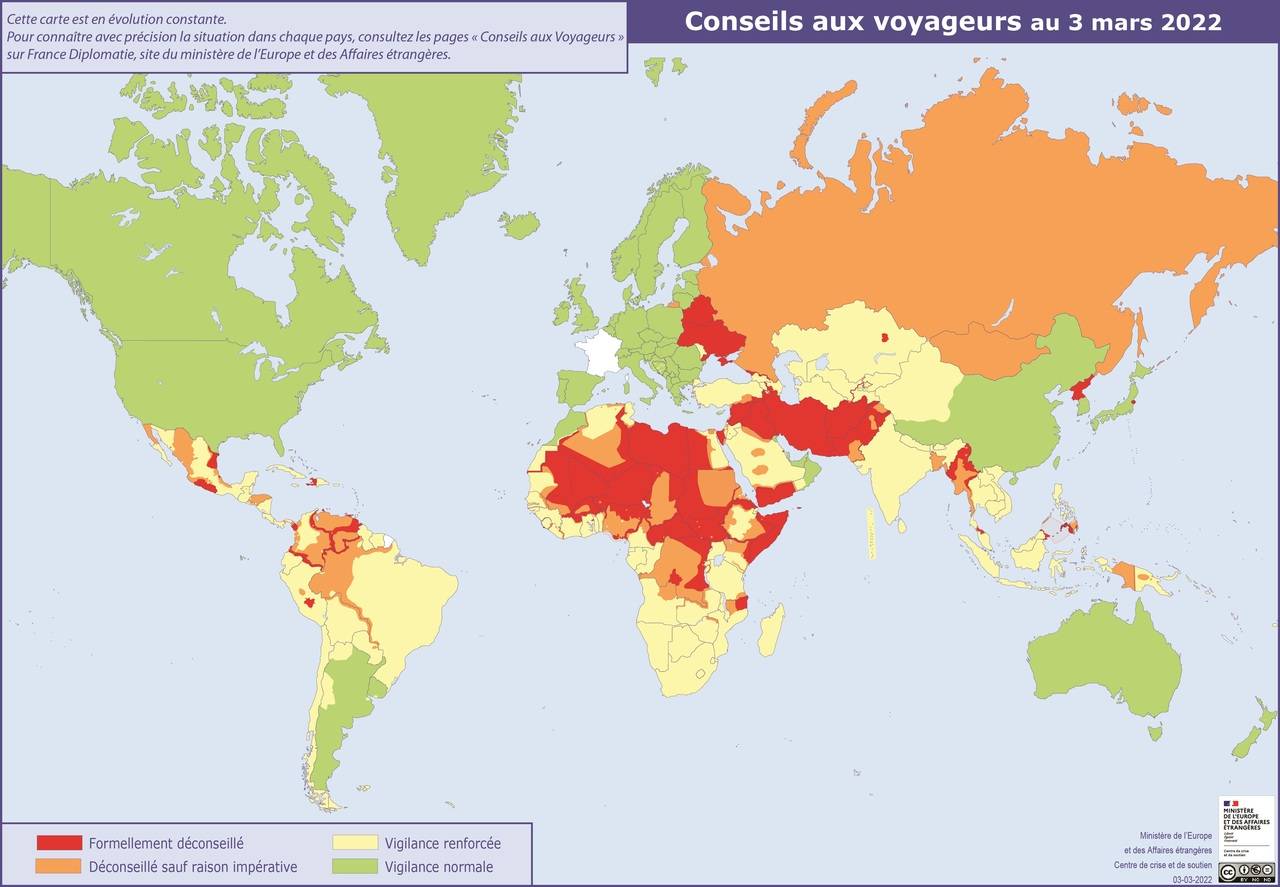 Cette carte est en évolution constante.
Pour connaître avec précision la situation dans chaque pays, consultez les pages « Conseils aux Voyageurs »
sur France Diplomatie, site du ministère de l'Europe et des Affaires étrangères.
Conseils aux voyageurs au 3 mars 2022
Formellement déconseillé
Déconseillé sauf raison impérative
Vigilance renforcée
Vigilance normale
Ministère de l'Europe
et des Affaires étrangères
Centre de crise et de soutien
03-03-2022
MINISTÈRE
DE L'EUROPE
ET DES AFFAIRES
ÉTRANGÈRES
Liberté
Égalité
Fraternité
Centre de crise
et de soutien
CC
BY NC ND